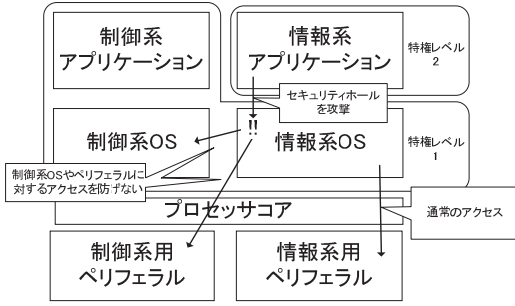 制御系
アプリケーション
情報系
アプリケーション
特権レベル
2
セキュリティホール
を攻撃
制御系OS
!!
情報系OS
特権レベル
1
制御系OSやペリフェラルに
対するアクセスを防げない
プロセッサコア
通常のアクセス
制御系用
ペリフェラル
情報系用
ペリフェラル